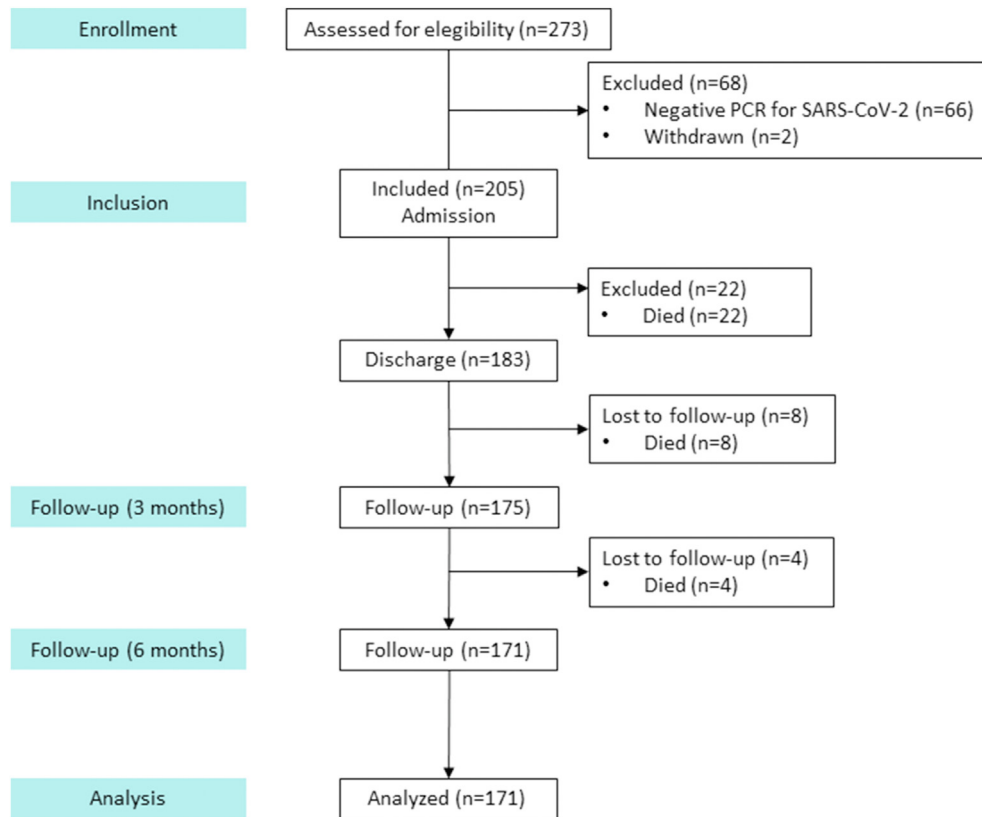 Enrollment
Assessed for elegibility (n=273)
Excluded (n=68)
• Negative PCR for SARS-CoV-2 (n=66)
• Withdrawn (n=2)
Inclusion
Included (n=205)
Admission
Excluded (n=22)
• Died (n=22)
Discharge (n=183)
Lost to follow-up (n=8)
• Died (n=8)
Follow-up (3 months)
Follow-up (n=175)
Lost to follow-up (n=4)
• Died (n=4)
Follow-up (6 months)
Follow-up (n=171)
Analysis
Analyzed (n=171)